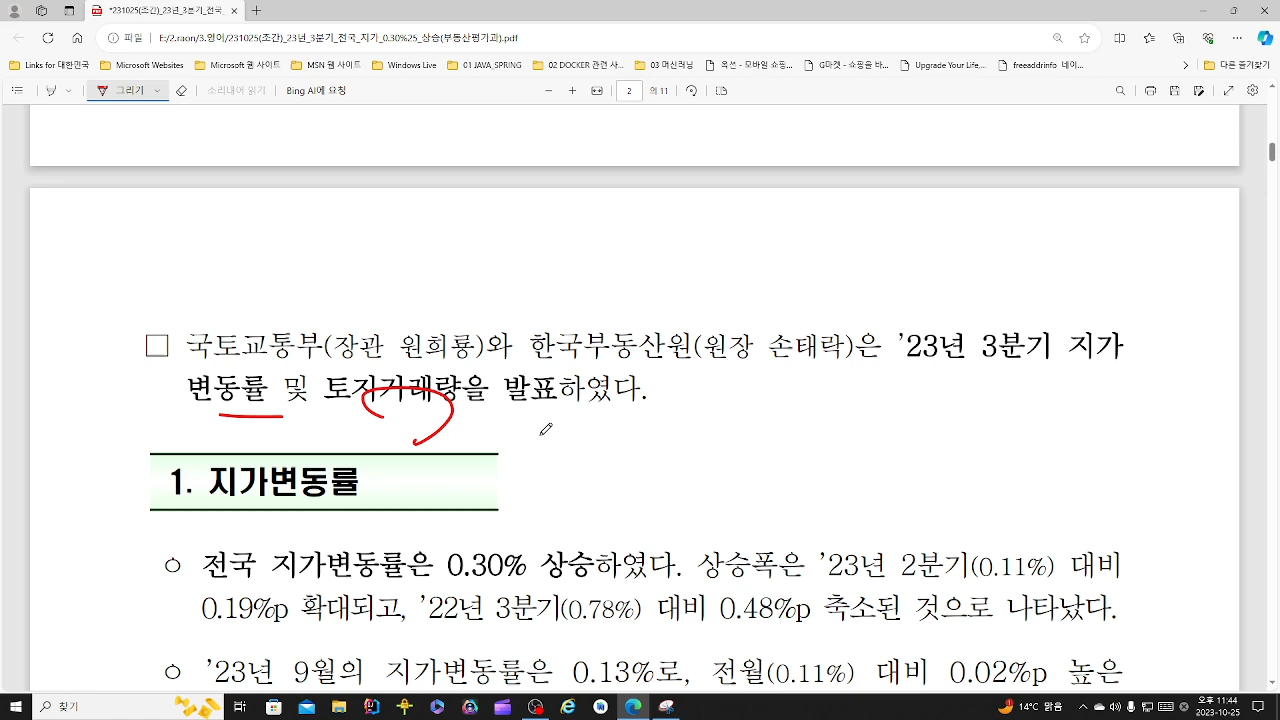 *231025(조간)_23년_3분기_전국_
파일 E:/2.raon/3.영이/231025(조간)_23년_3분기_전국_지가_0.30%25_상승(부동산평가과).pdf
Links for 대한민국 Microsoft Websites Microsoft 웹 사이트 MSN 웹 사이트 Windows Live 01 JAVA_SPRING 02 DOCKER 관련 사... 03 머신러닝 옥션 - 모바일 쇼핑... G마켓 - 쇼핑을 바... Upgrade Your Life,... freeaddrinfo 네이... 다른 즐겨찾기
그리기 소리내어 읽기 Bing AI에 요청 2 의 11
□ 국토교통부(장관 원희룡)와 한국부동산원(원장 손태락)은 ’23년 3분기 지가
변동률 및 토지거래량을 발표하였다.
1. 지가변동률
○ 전국 지가변동률은 0.30% 상승하였다. 상승폭은 ’23년 2분기(0.11%) 대비
0.19%p 확대되고, ’22년 3분기(0.78%) 대비 0.48%p 축소된 것으로 나타났다.
○ ’23년 9월의 지가변동률은 0.13%로, 전월(0.11%) 대비 0.02%p 높은
찾기 14°C 맑음 오후 11:44
2023-10-25